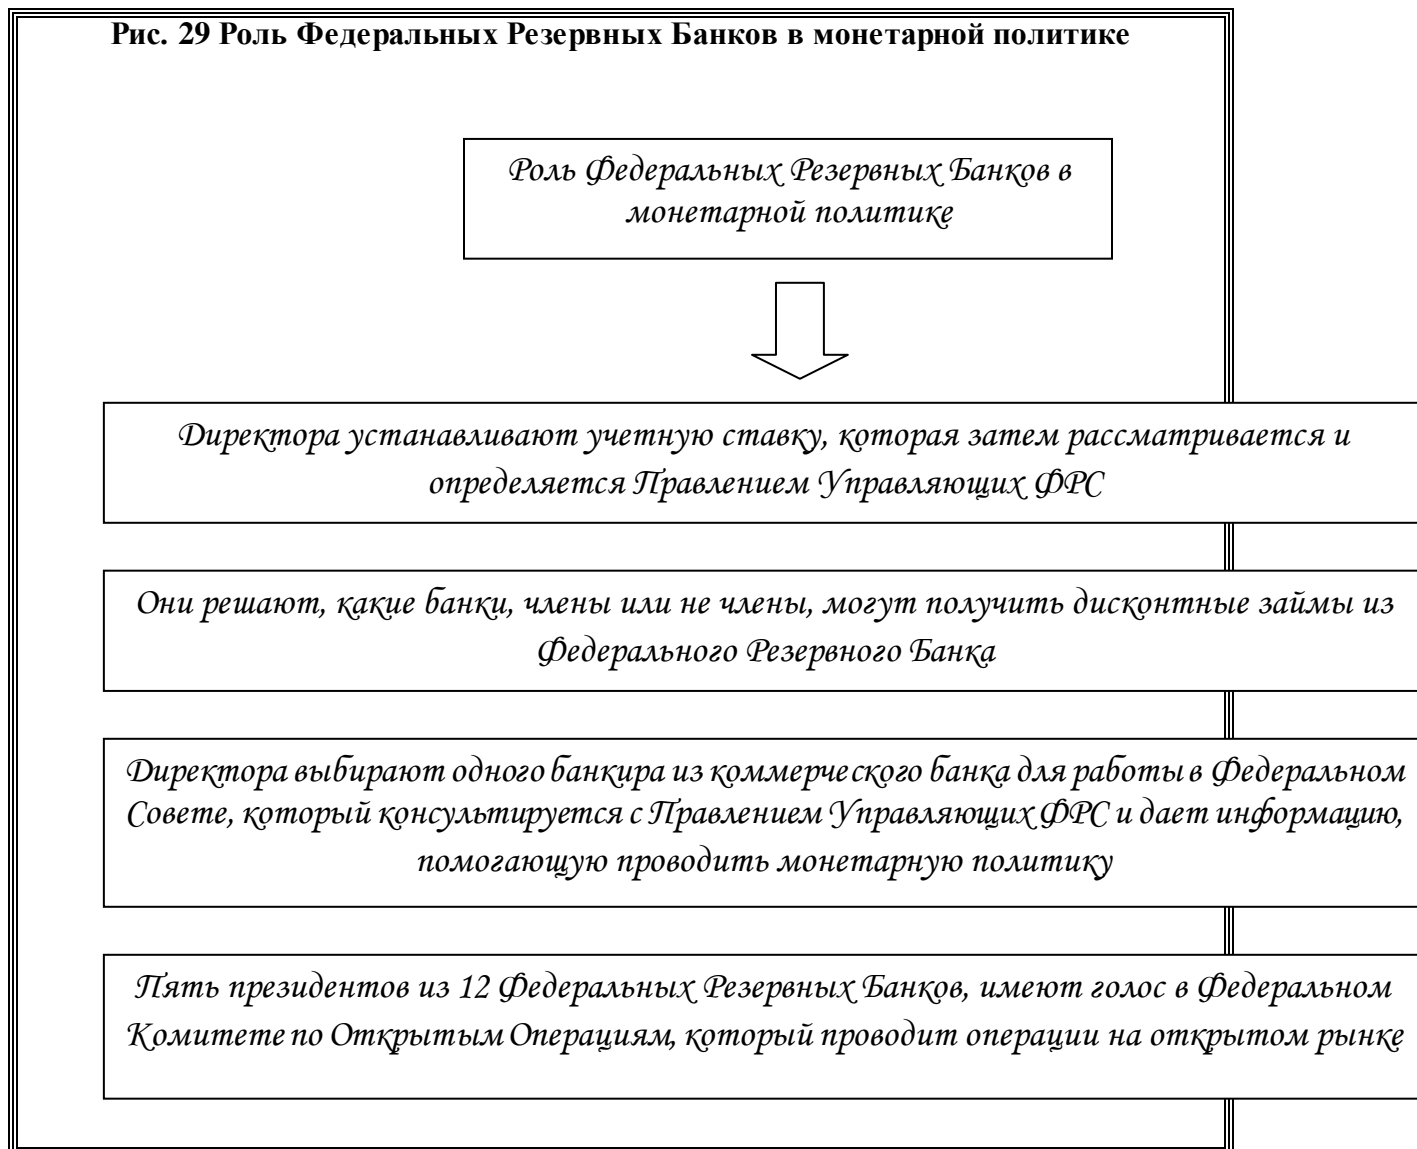 Рис. 29 Роль Федеральных Резервных Банков в монетарной политике
Роль Федеральных Резервных Банков в
монетарной политике
Директора устанавливают учетную ставку, которая затем рассматривается и
определяется Правлением Управляющих ФРС
Они решают, какие банки, члены или не члены, могут получить дисконтные займы из
Федерального Резервного Банка
Директора выбирают одного банкира из коммерческого банка для работы в Федеральном
Совете, который консультируется с Правлением Управляющих ФРС и дает информацию,
помогающую проводить монетарную политику
Пять президентов из 12 Федеральных Резервных Банков, имеют голос в Федеральном
Комитете по Открытым Операциям, который проводит операции на открытом рынке